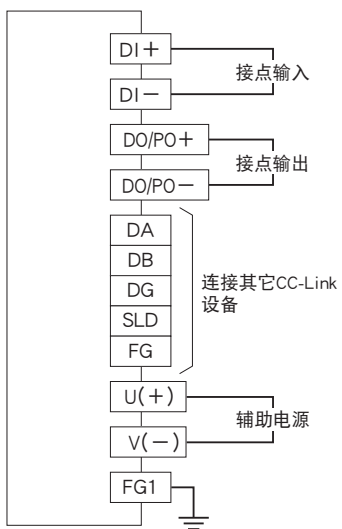 DI＋
接点输入
DI－
DO/PO＋
接点输出
DO/PO－
DA
DB
DG
连接其它CC-Link
设备
SLD
FG
U(＋)
辅助电源
V(－)
FG1